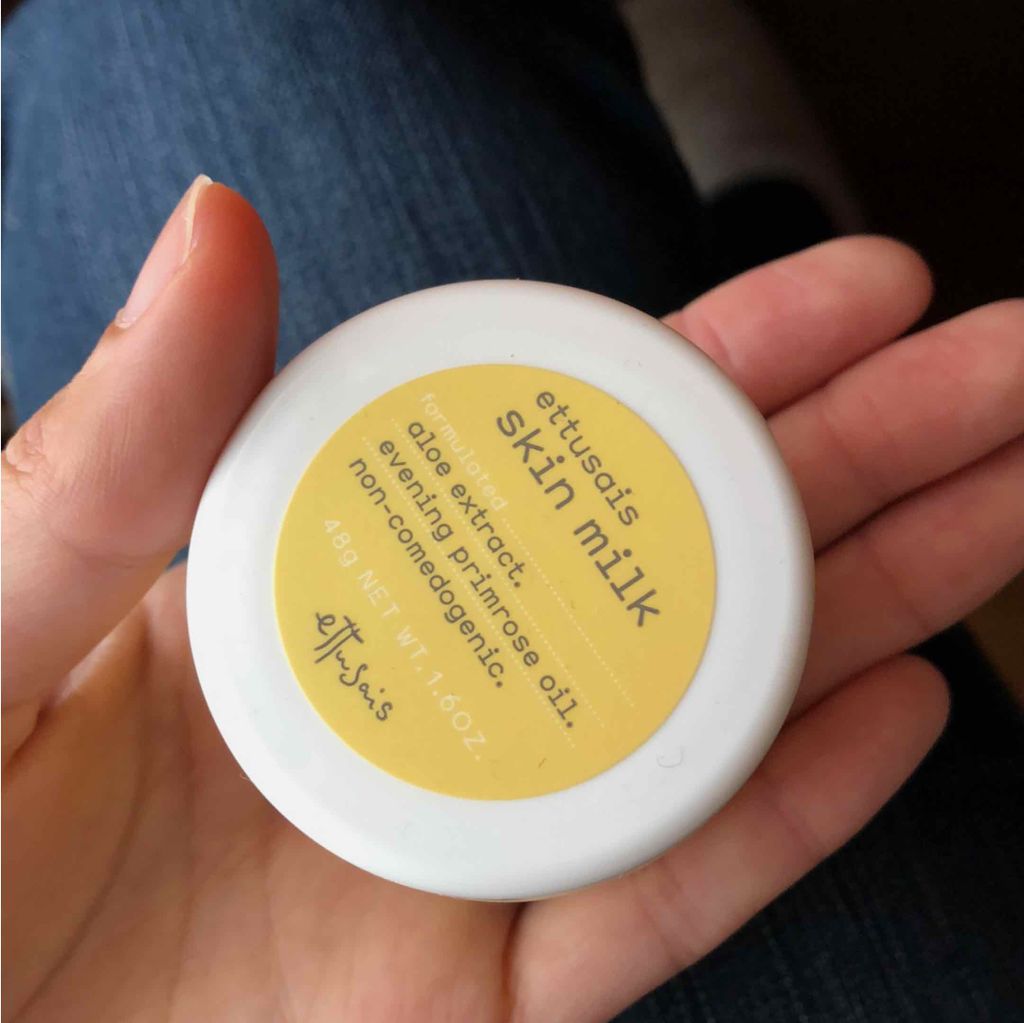 ettusais
skin milk
formulated
aloe extract.
evening primrose oil.
non-comedogenic.
48g NET WT.1.6OZ.
ettusais